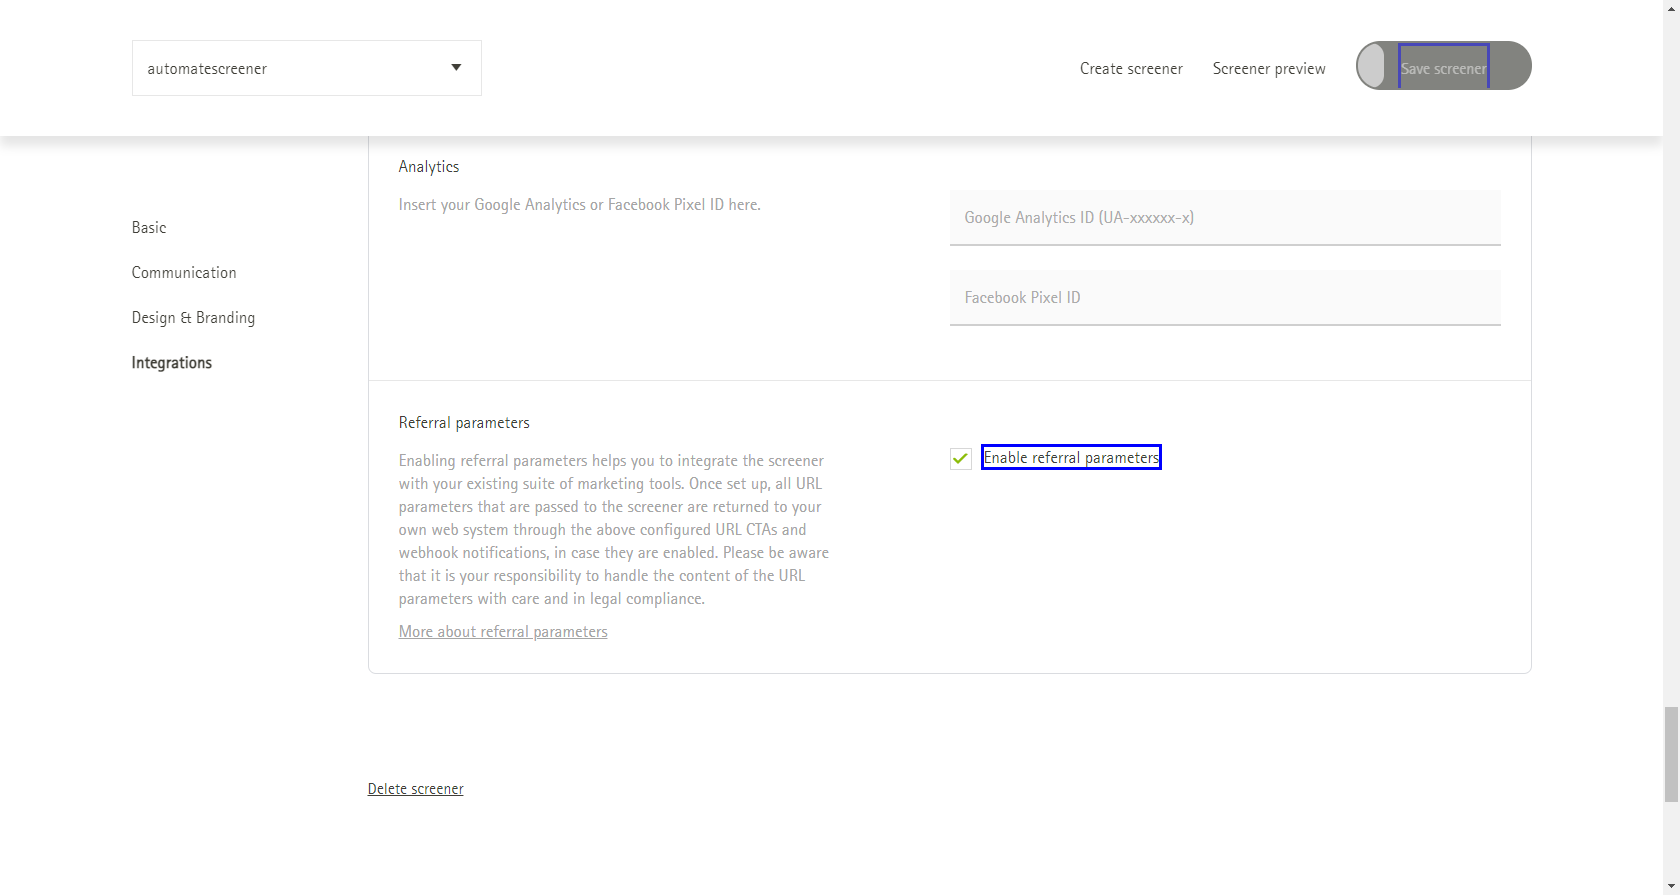 automatescreener
Create screener
Screener preview
Save screener
Basic
Communication
Design & Branding
Integrations
Analytics
Insert your Google Analytics or Facebook Pixel ID here.
Google Analytics ID (UA-xxxxxx-x)
Facebook Pixel ID
Referral parameters
Enabling referral parameters helps you to integrate the screener
with your existing suite of marketing tools. Once set up, all URL
parameters that are passed to the screener are returned to your
own web system through the above configured URL CTAs and
webhook notifications, in case they are enabled. Please be aware
that it is your responsibility to handle the content of the URL
parameters with care and in legal compliance.
More about referral parameters
Enable referral parameters
Delete screener